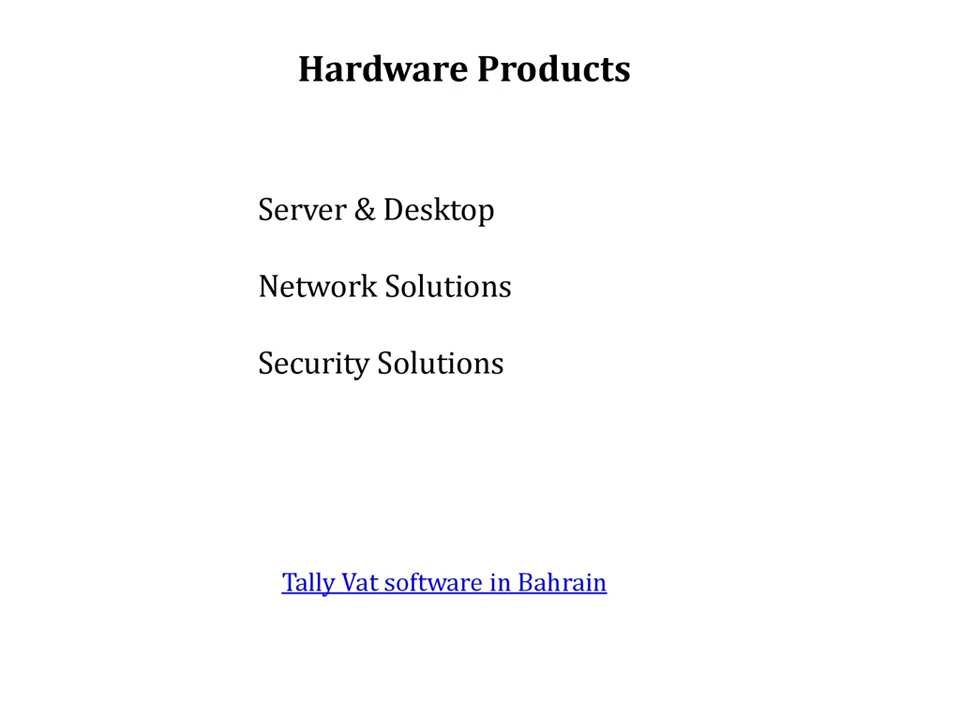 Hardware Products
Server & Desktop
Network Solutions
Security Solutions
Tally Vat software in Bahrain